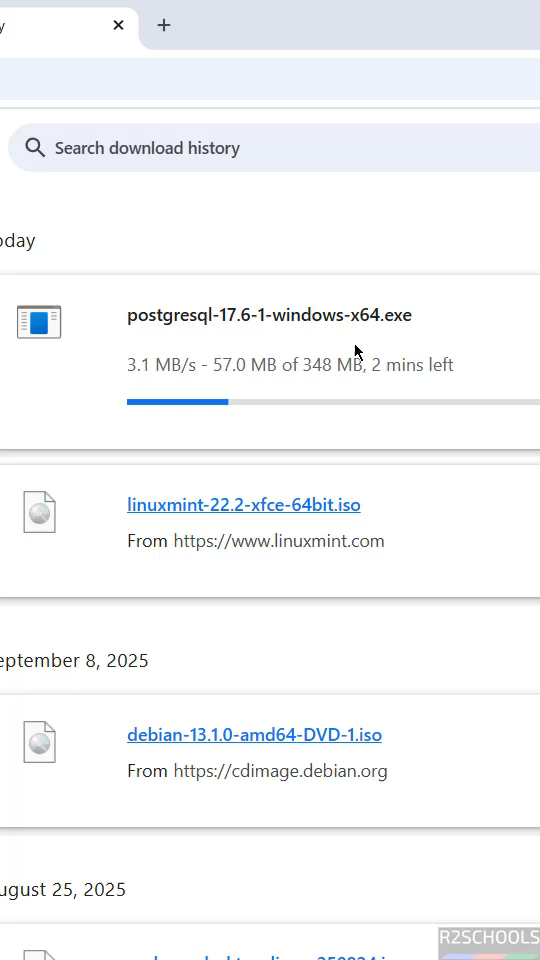 Search download history
oday
postgresql-17.6-1-windows-x64.exe
3.1 MB/s - 57.0 MB of 348 MB, 2 mins left
linuxmint-22.2-xfce-64bit.iso
From https://www.linuxmint.com
eptember 8, 2025
debian-13.1.0-amd64-DVD-1.iso
From https://cdimage.debian.org
ugust 25, 2025
R2SCHOOLS